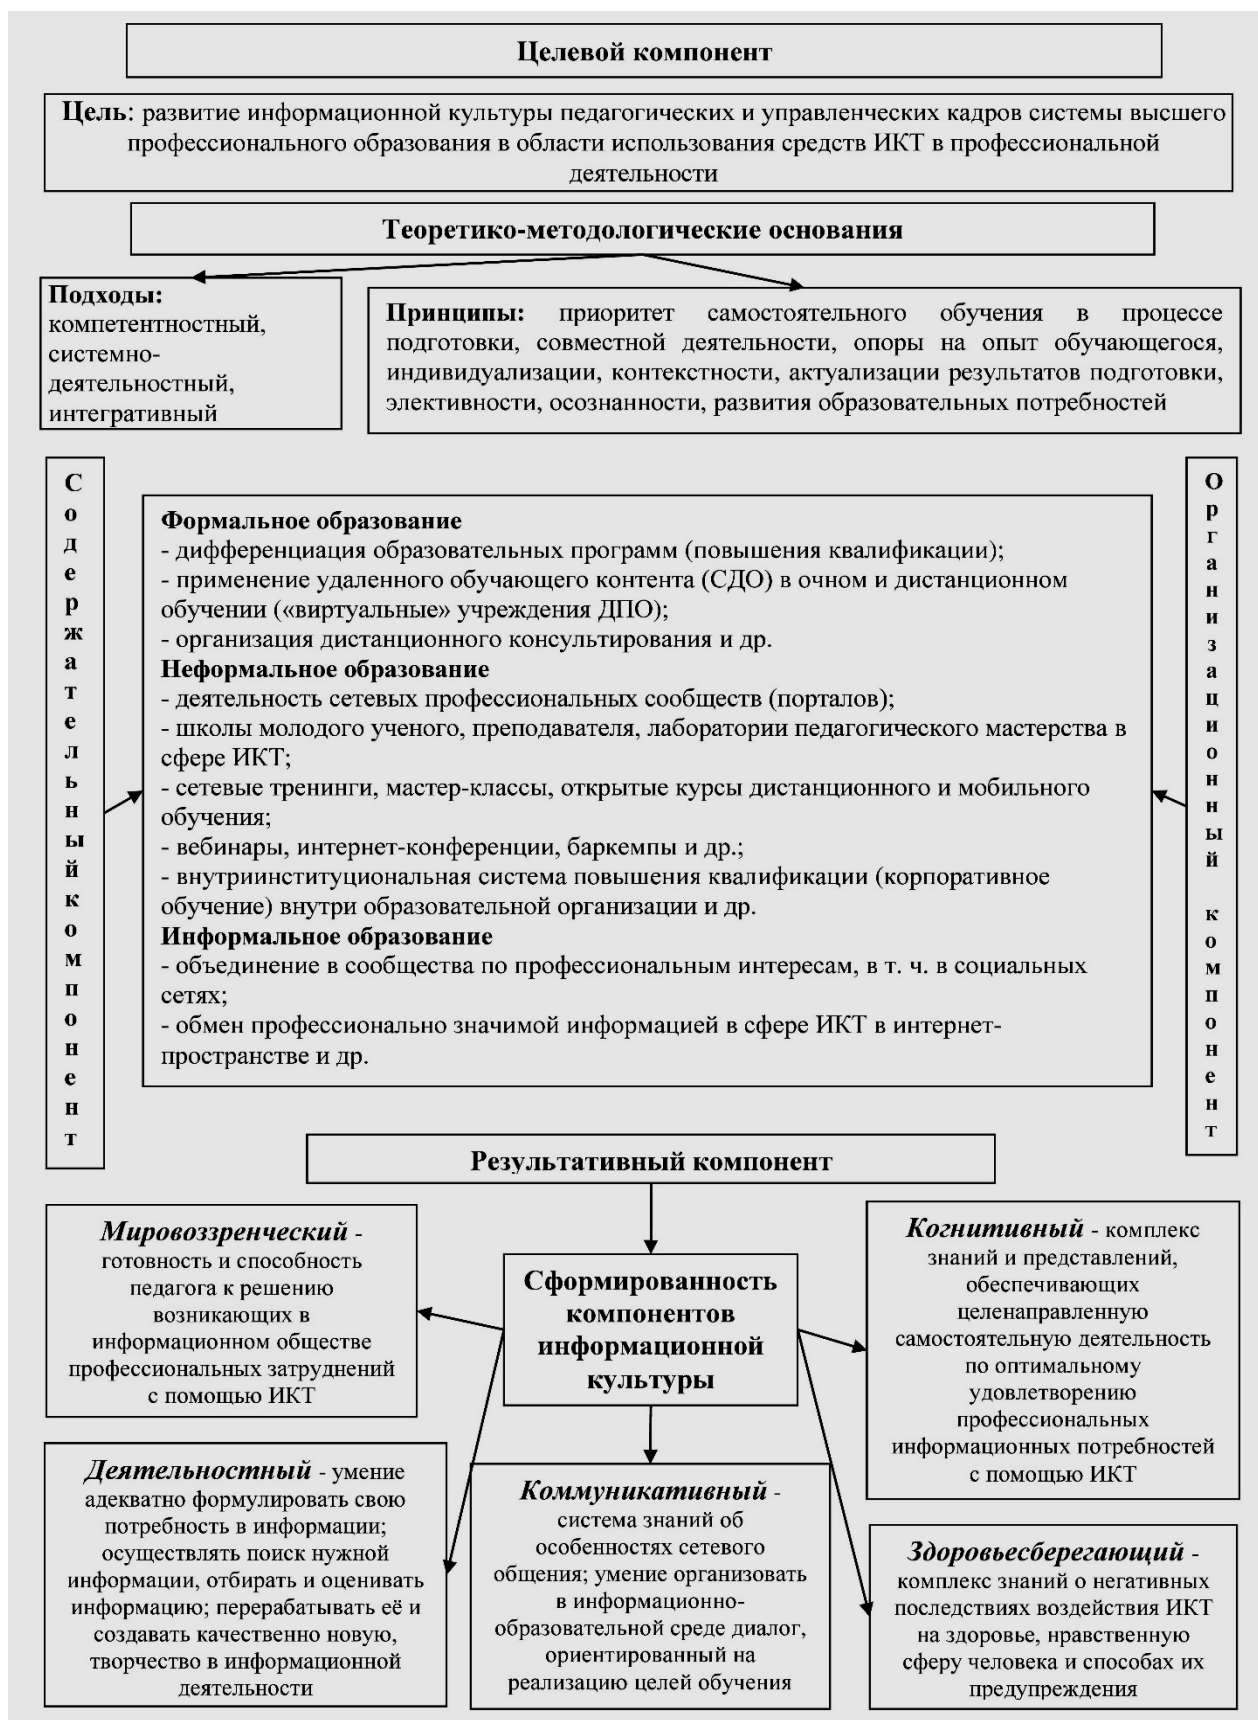 Целевой компонент
Цель: развитие информационной культуры педагогических и управленческих кадров системы высшего
профессионального образования в области использования средств ИКТ в профессиональной
деятельности
Теоретико-методологические основания
Подходы:
компетентностный,
системно-
деятельностный,
интегративный
Принципы: приоритет самостоятельного обучения в процессе
подготовки, совместной деятельности, опоры на опыт обучающегося,
индивидуализации, контекстности, актуализации результатов подготовки,
элективности, осознанности, развития образовательных потребностей
Содержательный компонент
Формальное образование
- дифференциация образовательных программ (повышения квалификации);
- применение удаленного обучающего контента (СДО) в очном и дистанционном
обучении («виртуальные» учреждения ДПО);
- организация дистанционного консультирования и др.
Неформальное образование
- деятельность сетевых профессиональных сообществ (порталов);
- школы молодого ученого, преподавателя, лаборатории педагогического мастерства в
сфере ИКТ;
- сетевые тренинги, мастер-классы, открытые курсы дистанционного и мобильного
обучения;
- вебинары, интернет-конференции, баркемпы и др.;
- внутриинституциональная система повышения квалификации (корпоративное
обучение) внутри образовательной организации и др.
Информальное образование
- объединение в сообщества по профессиональным интересам, в т. ч. в социальных
сетях;
- обмен профессионально значимой информацией в сфере ИКТ в интернет-
пространстве и др.
Организационный компонент
Результативный компонент
Мировоззренческий -
готовность и способность
педагога к решению
возникающих в
информационном обществе
профессиональных затруднений
с помощью ИКТ
Сформированность
компонентов
информационной
культуры
Когнитивный - комплекс
знаний и представлений,
обеспечивающих
целенаправленную
самостоятельную деятельность
по оптимальному
удовлетворению
профессиональных
информационных потребностей
с помощью ИКТ
Деятельностный - умение
адекватно формулировать свою
потребность в информации;
осуществлять поиск нужной
информации, отбирать и оценивать
информацию; перерабатывать её и
создавать качественно новую,
творчество в информационной
деятельности
Коммуникативный -
система знаний об
особенностях сетевого
общения; умение организовать
в информационно-
образовательной среде диалог,
ориентированный на
реализацию целей обучения
Здоровьесберегающий -
комплекс знаний о негативных
последствиях воздействия ИКТ
на здоровье, нравственную
сферу человека и способах их
предупреждения